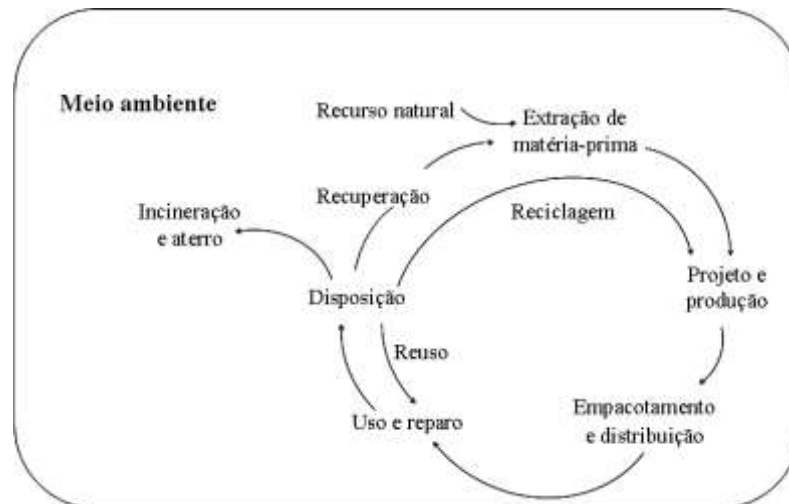 Meio ambiente
Recurso natural
Extração de
matéria-prima
Recuperação
Incineração
e aterro
Reciclagem
Projeto e
produção
Disposição
Reuso
Uso e reparo
Empacotamento
e distribuição